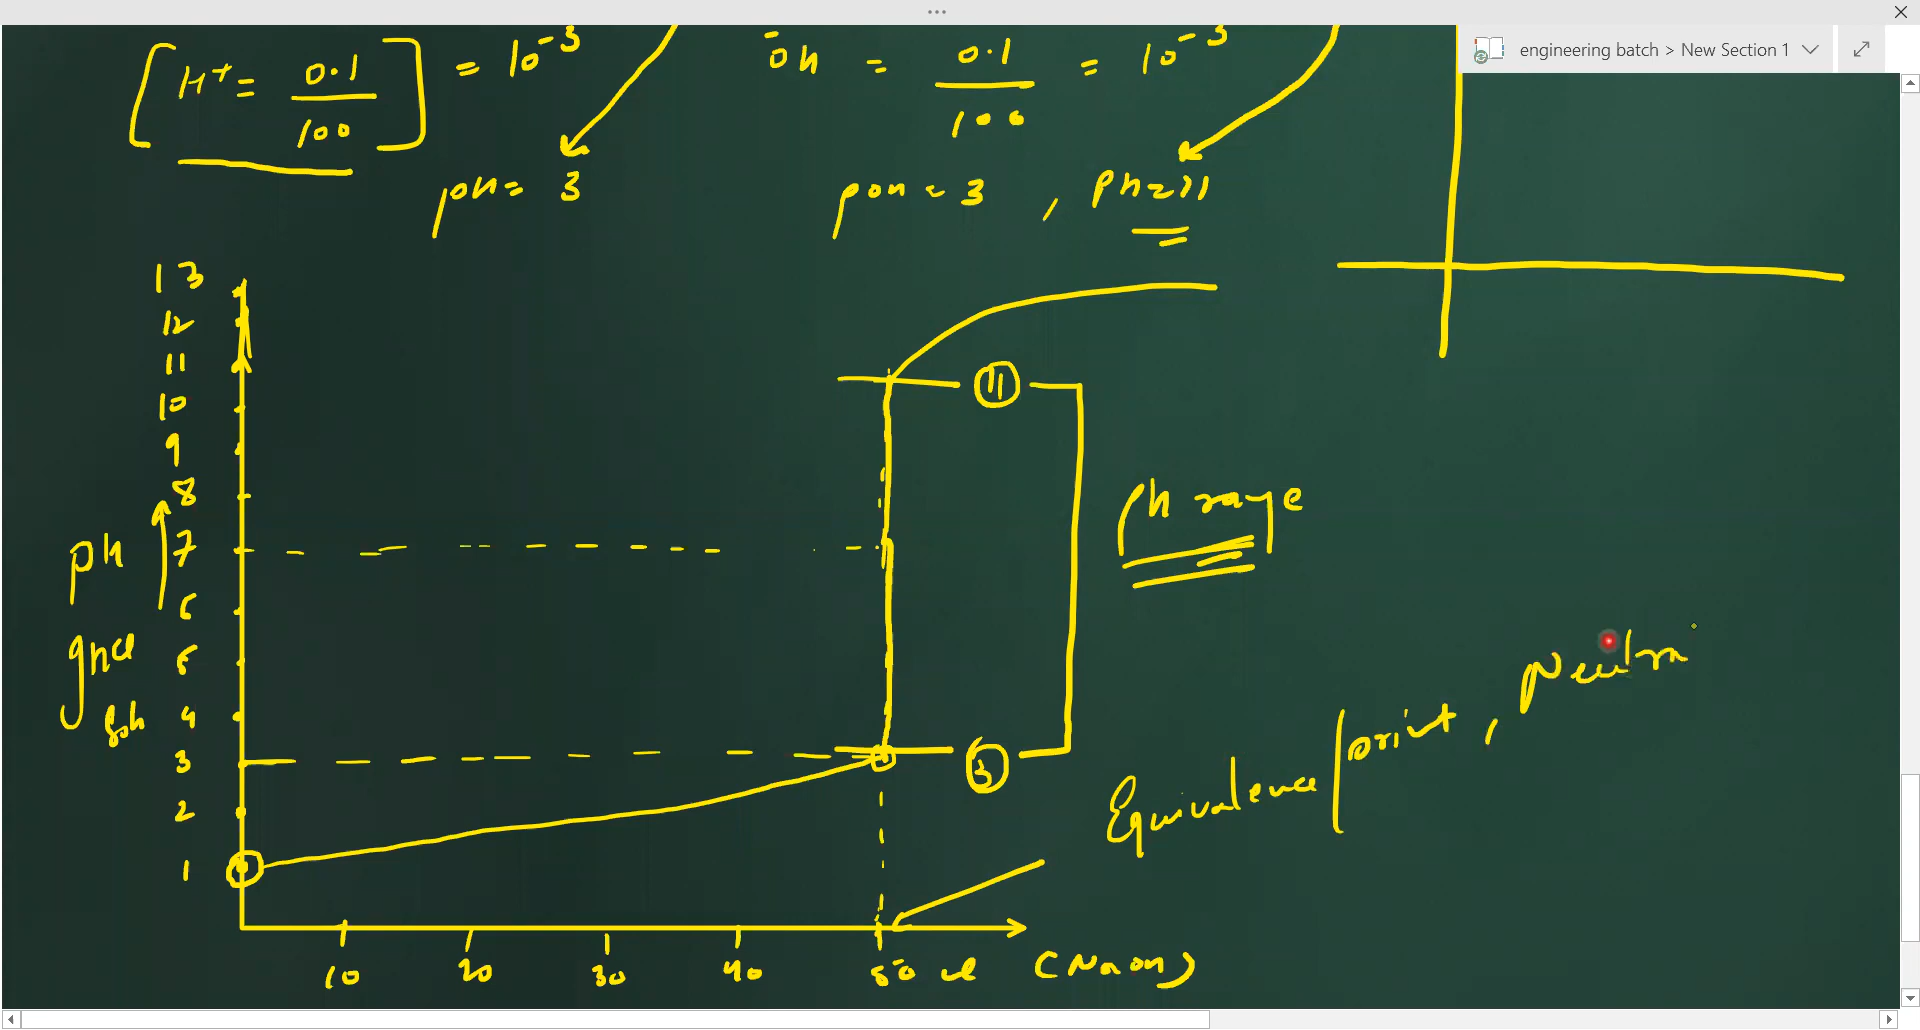 engineering batch > New Section 1
[H+ = 0.1/100] = 10-3
-OH = 0.1/100 = 10-3
pH = 3
pOH = 3 , pH = 11
13
12
11
10
9
8
7
6
5
4
3
2
1
pH
sol
11
pH range
3
Equivalence point , Neutra
10 20 30 40 50 ml (NaOH)